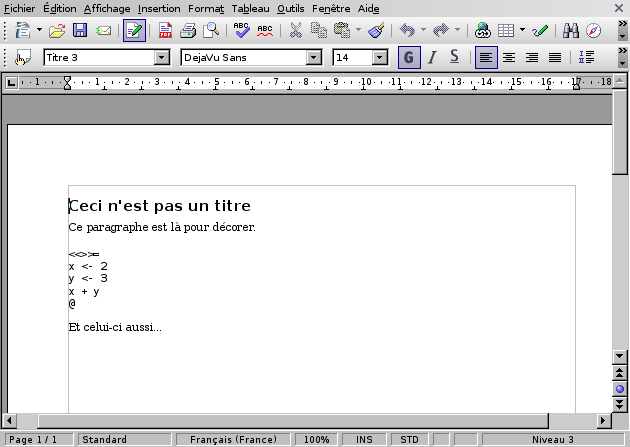 Fichier Édition Affichage Insertion Format Tableau Outils Fenêtre Aide
Titre 3 DejaVu Sans 14 G I S
1 1 2 3 4 5 6 7 8 9 10 11 12 13 14 15 16 17 18
Ceci n'est pas un titre
Ce paragraphe est là pour décorer.
<<>>=
x <- 2
y <- 3
x + y
@
Et celui-ci aussi...
Page 1 / 1 Standard Français (France) 100% INS STD Niveau 3